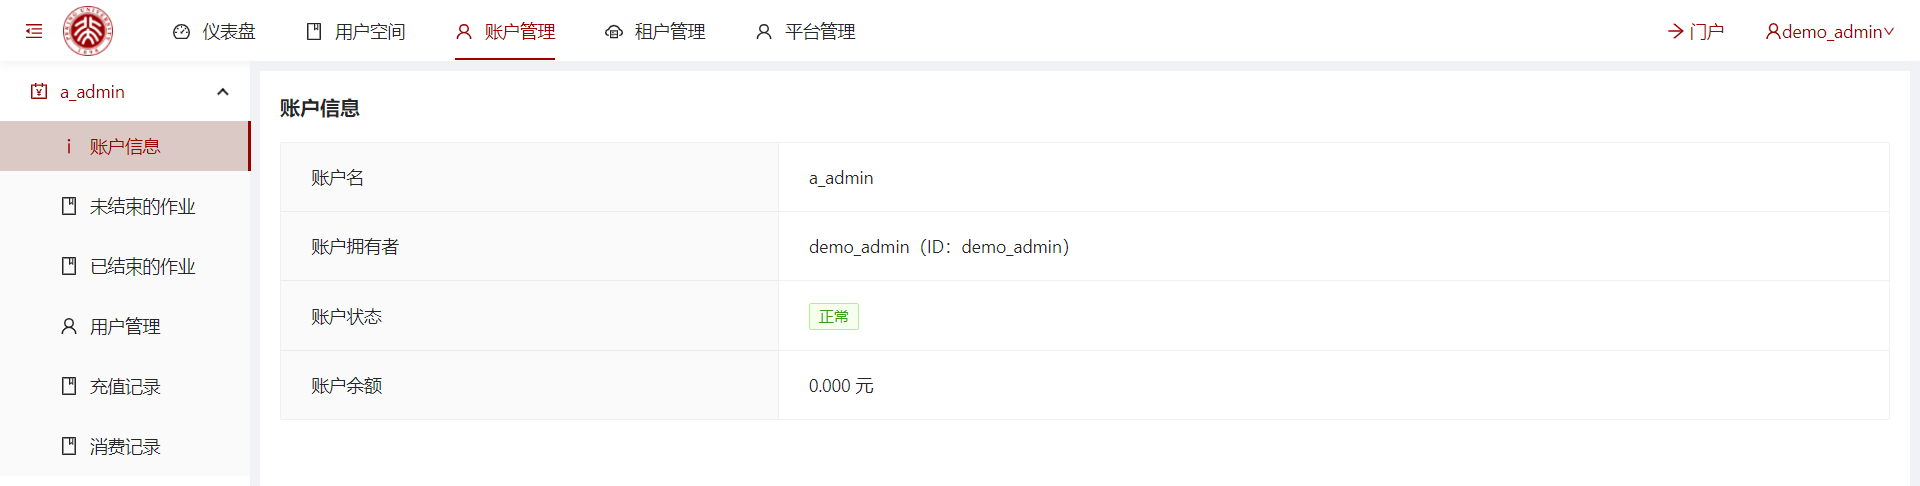 仪表盘 用户空间 账户管理 租户管理 平台管理 门户 demo_admin
a_admin
账户信息
未结束的作业
已结束的作业
用户管理
充值记录
消费记录
账户信息
账户名 a_admin
账户拥有者 demo_admin（ID：demo_admin）
账户状态 正常
账户余额 0.000 元